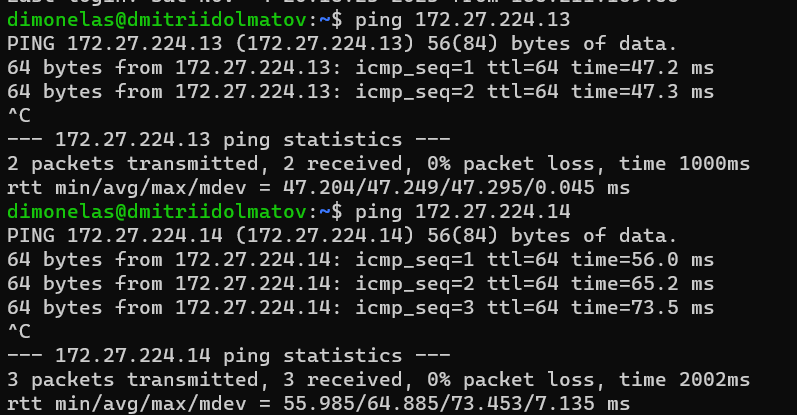 dimonelas@dmitriidolmatov:~$ ping 172.27.224.13
PING 172.27.224.13 (172.27.224.13) 56(84) bytes of data.
64 bytes from 172.27.224.13: icmp_seq=1 ttl=64 time=47.2 ms
64 bytes from 172.27.224.13: icmp_seq=2 ttl=64 time=47.3 ms
^C
--- 172.27.224.13 ping statistics ---
2 packets transmitted, 2 received, 0% packet loss, time 1000ms
rtt min/avg/max/mdev = 47.204/47.249/47.295/0.045 ms
dimonelas@dmitriidolmatov:~$ ping 172.27.224.14
PING 172.27.224.14 (172.27.224.14) 56(84) bytes of data.
64 bytes from 172.27.224.14: icmp_seq=1 ttl=64 time=56.0 ms
64 bytes from 172.27.224.14: icmp_seq=2 ttl=64 time=65.2 ms
64 bytes from 172.27.224.14: icmp_seq=3 ttl=64 time=73.5 ms
^C
--- 172.27.224.14 ping statistics ---
3 packets transmitted, 3 received, 0% packet loss, time 2002ms
rtt min/avg/max/mdev = 55.985/64.885/73.453/7.135 ms